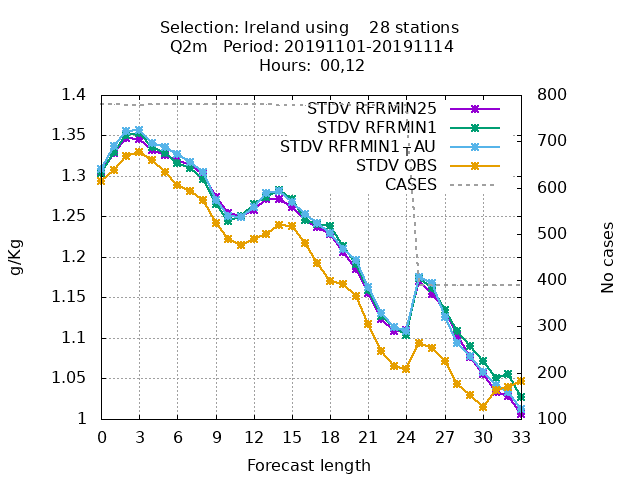 Selection: Ireland using    28 stations
Q2m   Period: 20191101-20191114
Hours:  00,12
1.4
1.35
1.3
1.25
1.2
1.15
1.1
1.05
1
g/Kg
STDV RFRMIN25
STDV RFRMIN1
STDV RFRMIN1+AU
STDV OBS
CASES
800
700
600
500
400
300
200
100
No cases
0 3 6 9 12 15 18 21 24 27 30 33
Forecast length